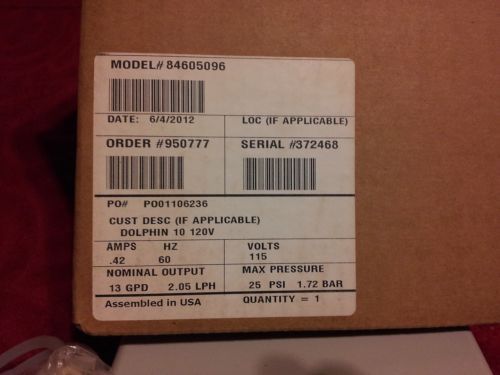 MODEL# 84605096
DATE: 6/4/2012
LOC (IF APPLICABLE)
ORDER #950777
SERIAL #372468
PO# PO01106236
CUST DESC (IF APPLICABLE)
DOLPHIN 10 120V
AMPS HZ VOLTS
.42 60 115
NOMINAL OUTPUT MAX PRESSURE
13 GPD 2.05 LPH 25 PSI 1.72 BAR
Assembled in USA QUANTITY = 1